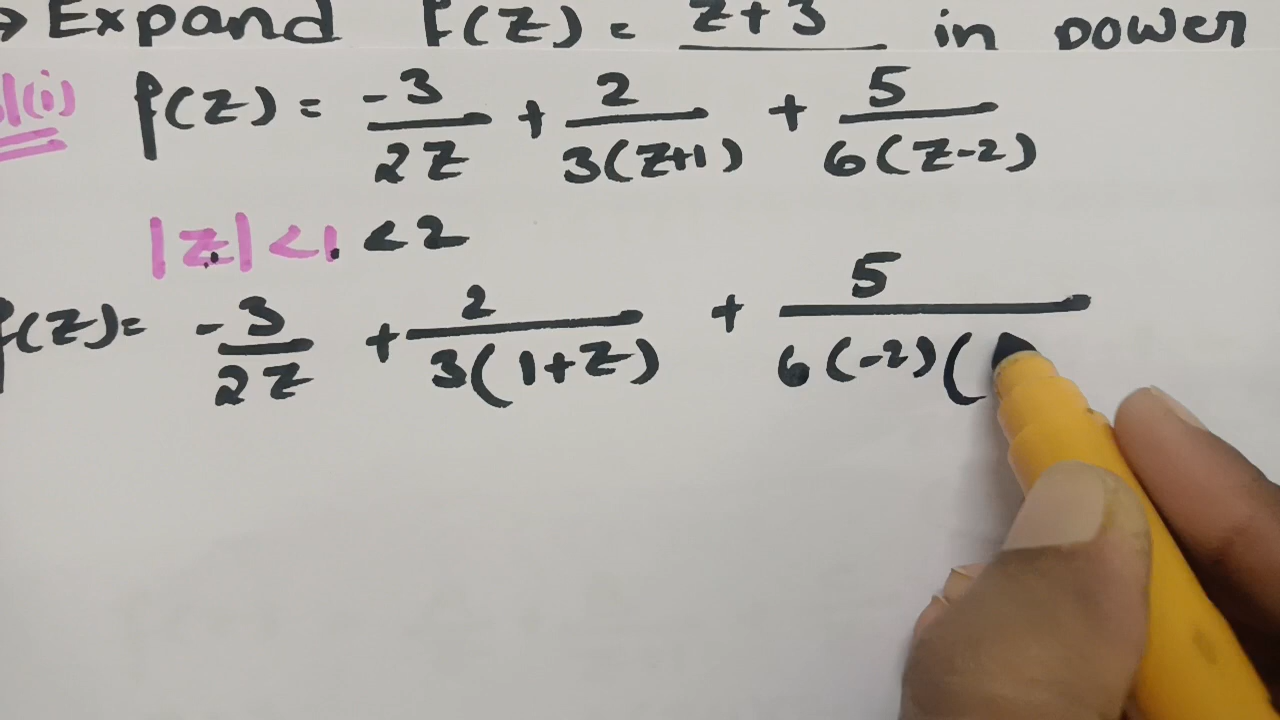 → Expand f(z) = z+3 in power
l(i) f(z) = -3/2z + 2/3(z+1) + 5/6(z-2)
|z| < 1 < 2
f(z) = -3/2z + 2/3(1+z) + 5/6(-2)(